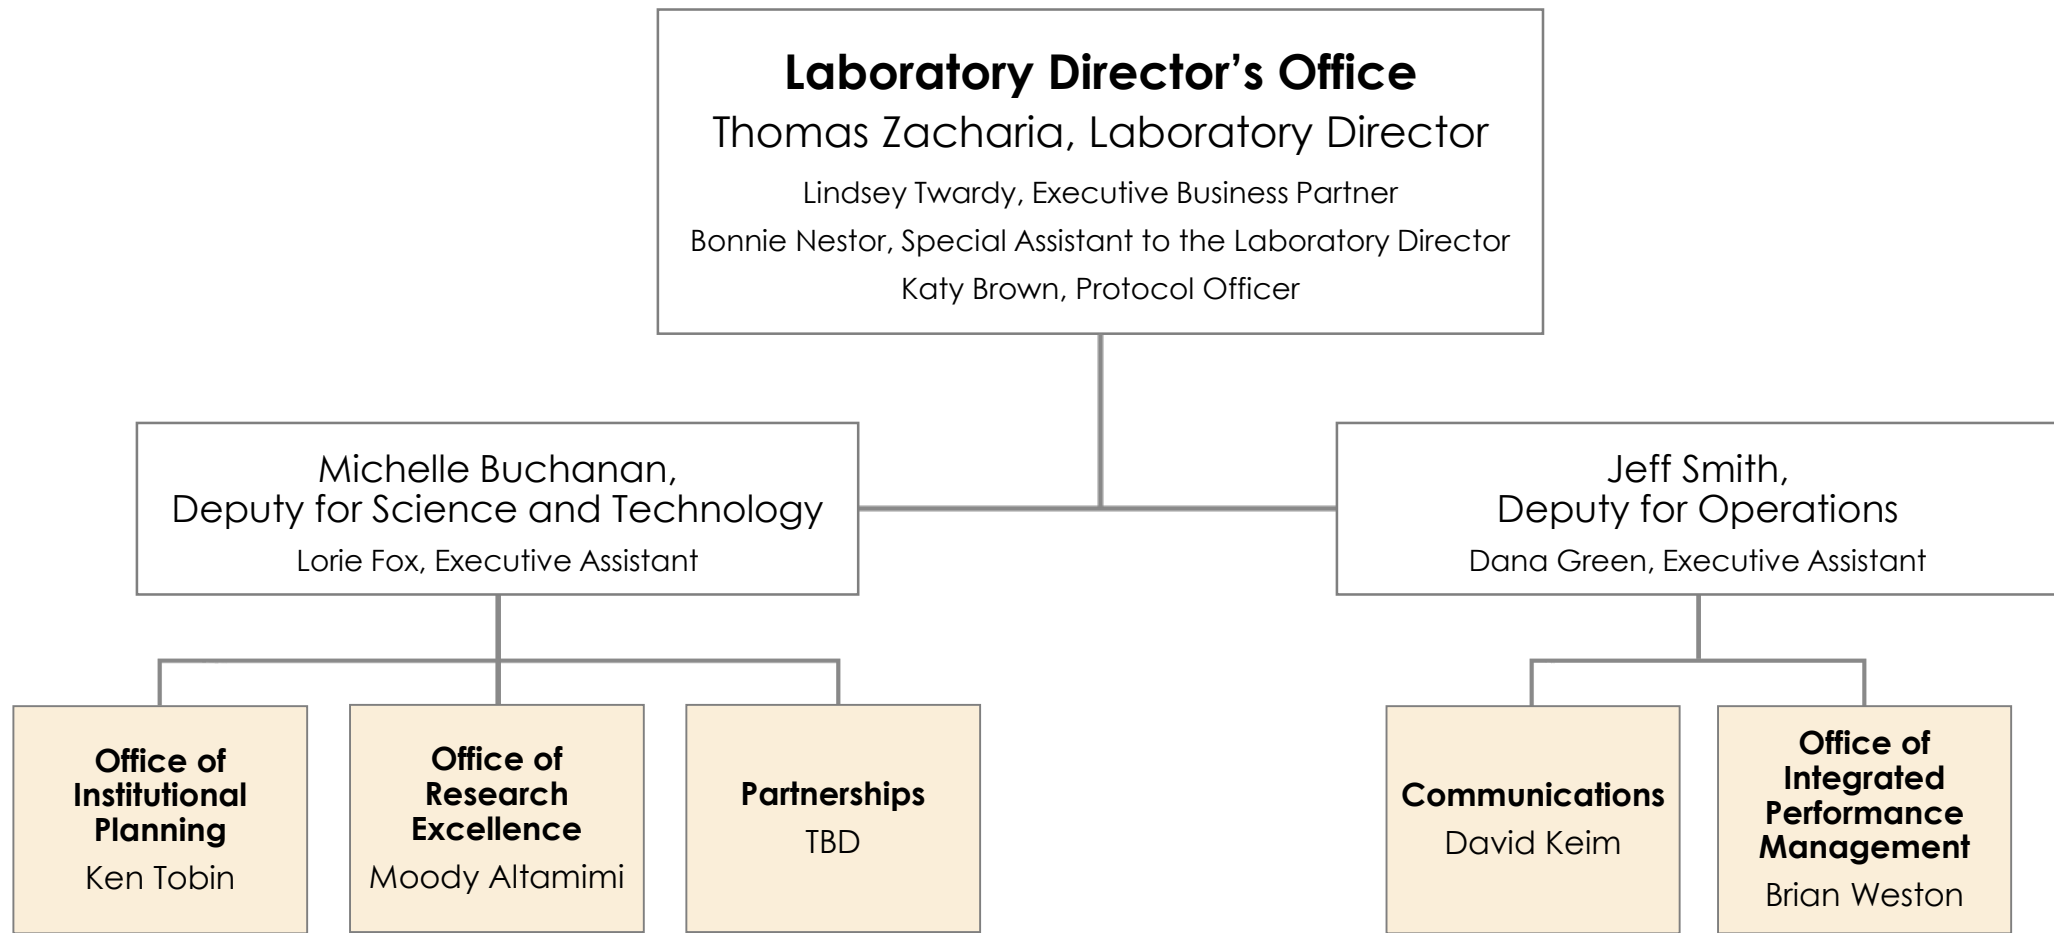 Laboratory Director’s Office
Thomas Zacharia, Laboratory Director
Lindsey Twardy, Executive Business Partner
Bonnie Nestor, Special Assistant to the Laboratory Director
Katy Brown, Protocol Officer
Michelle Buchanan,
Deputy for Science and Technology
Lorie Fox, Executive Assistant
Jeff Smith,
Deputy for Operations
Dana Green, Executive Assistant
Office of
Institutional
Planning
Ken Tobin
Office of
Research
Excellence
Moody Altamimi
Partnerships
TBD
Communications
David Keim
Office of
Integrated
Performance
Management
Brian Weston